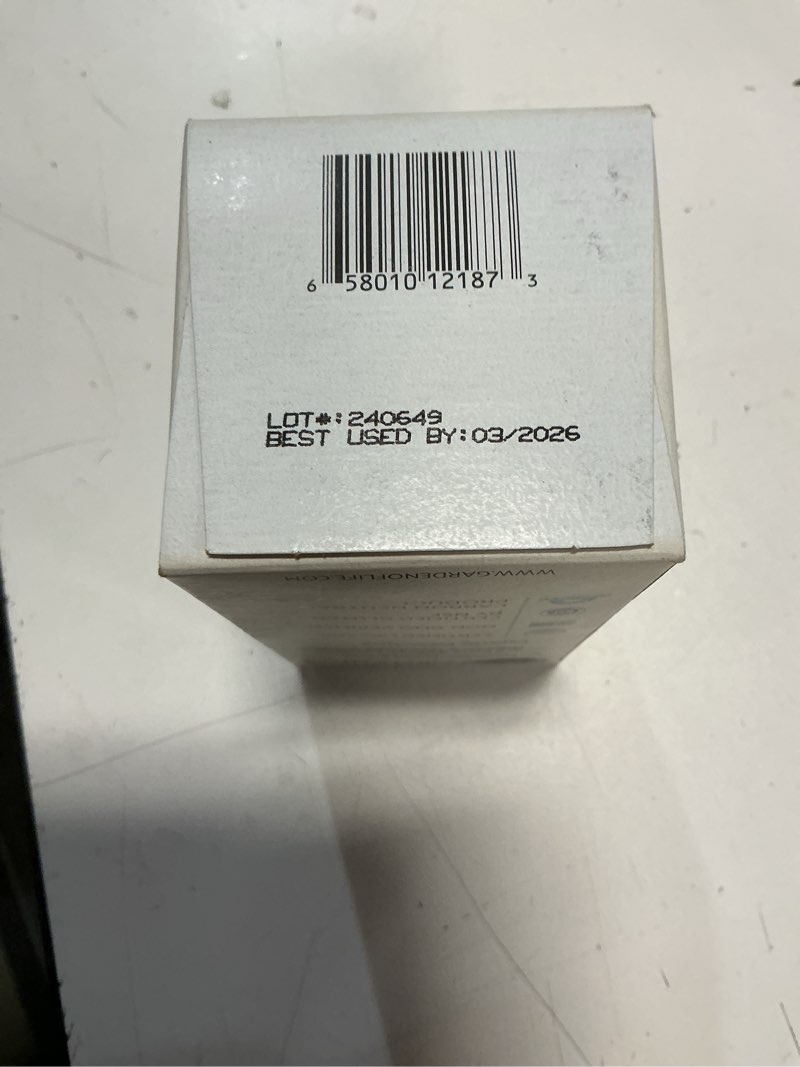 6 58010 12187 3
LOT#:240649
BEST USED BY:03/2026
WWW.GARDENOFLIFE.COM